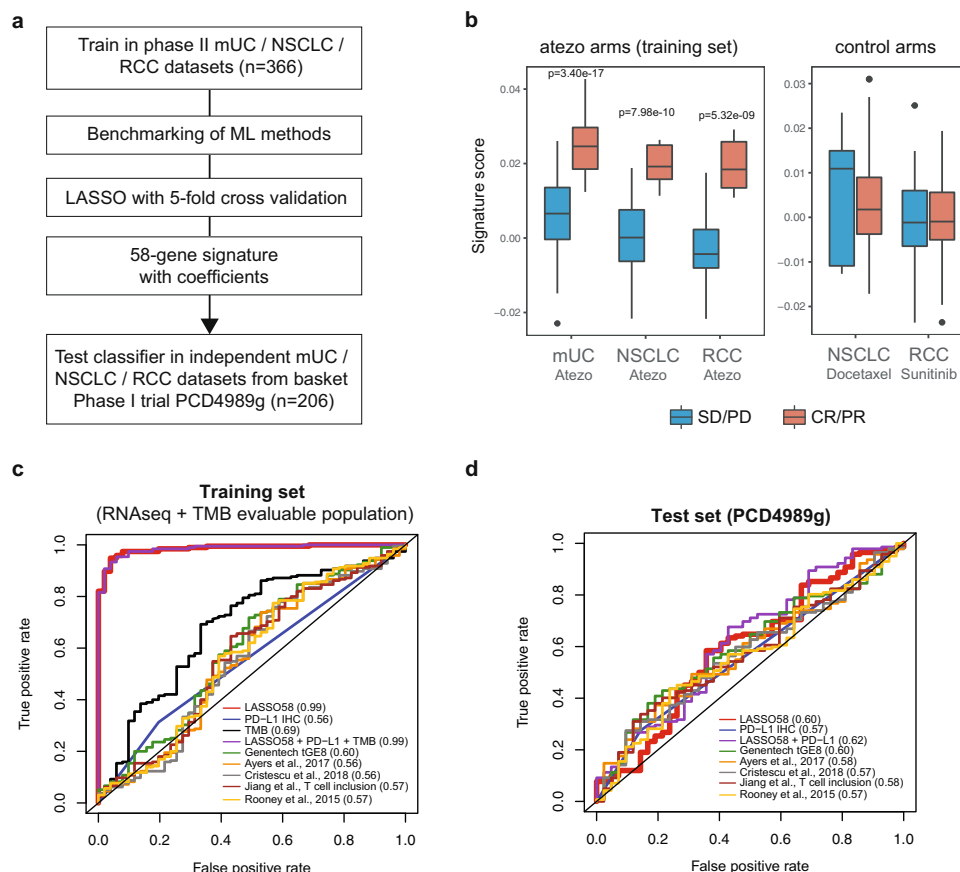 a
Train in phase II mUC / NSCLC /
RCC datasets (n=366)
Benchmarking of ML methods
LASSO with 5-fold cross validation
58-gene signature
with coefficients
Test classifier in independent mUC /
NSCLC / RCC datasets from basket
Phase I trial PCD4989g (n=206)
b
atezo arms (training set)
control arms
Signature score
0.04
0.02
0.00
-0.02
p=3.40e-17
p=7.98e-10
p=5.32e-09
mUC
Atezo
NSCLC
Atezo
RCC
Atezo
0.03
0.02
0.01
0.00
-0.01
-0.02
NSCLC
Docetaxel
RCC
Sunitinib
SD/PD
CR/PR
c
Training set
(RNAseq + TMB evaluable population)
True positive rate
1.0
0.8
0.6
0.4
0.2
0.0
LASSO58 (0.99)
PD-L1 IHC (0.56)
TMB (0.69)
LASSO58 + PD-L1 + TMB (0.99)
Genentech tGE8 (0.60)
Ayers et al., 2017 (0.56)
Cristescu et al., 2018 (0.56)
Jiang et al., T cell inclusion (0.57)
Rooney et al., 2015 (0.57)
0.0 0.2 0.4 0.6 0.8 1.0
False positive rate
d
Test set (PCD4989g)
True positive rate
1.0
0.8
0.6
0.4
0.2
0.0
LASSO58 (0.60)
PD-L1 IHC (0.57)
LASSO58 + PD-L1 (0.62)
Genentech tGE8 (0.60)
Ayers et al., 2017 (0.58)
Cristescu et al., 2018 (0.57)
Jiang et al., T cell inclusion (0.58)
Rooney et al., 2015 (0.57)
0.0 0.2 0.4 0.6 0.8 1.0
False positive rate